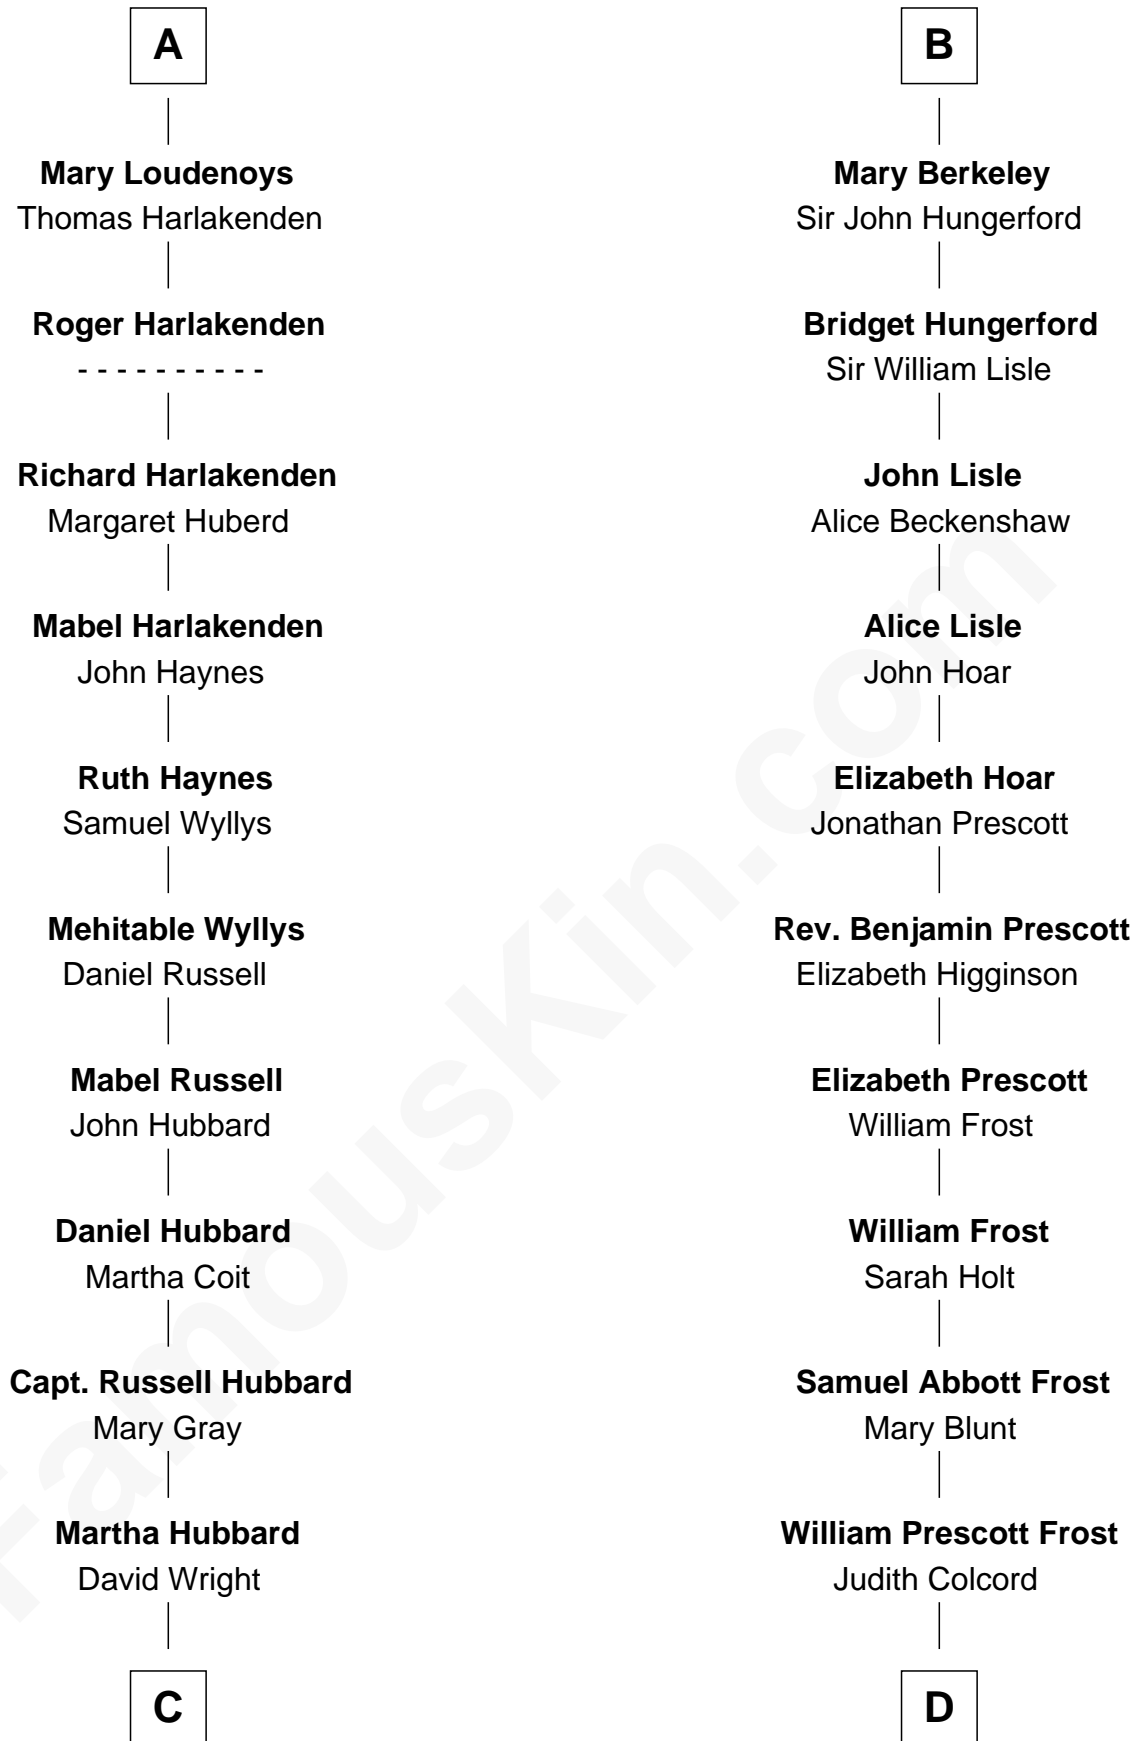 A
Mary Loudenoys
Thomas Harlakenden
Roger Harlakenden
- - - - - - - - - -
Richard Harlakenden
Margaret Huberd
Mabel Harlakenden
John Haynes
Ruth Haynes
Samuel Wyllys
Mehitable Wyllys
Daniel Russell
Mabel Russell
John Hubbard
Daniel Hubbard
Martha Coit
Capt. Russell Hubbard
Mary Gray
Martha Hubbard
David Wright
C
B
Mary Berkeley
Sir John Hungerford
Bridget Hungerford
Sir William Lisle
John Lisle
Alice Beckenshaw
Alice Lisle
John Hoar
Elizabeth Hoar
Jonathan Prescott
Rev. Benjamin Prescott
Elizabeth Higginson
Elizabeth Prescott
William Frost
William Frost
Sarah Holt
Samuel Abbott Frost
Mary Blunt
William Prescott Frost
Judith Colcord
D
FamousKin.com